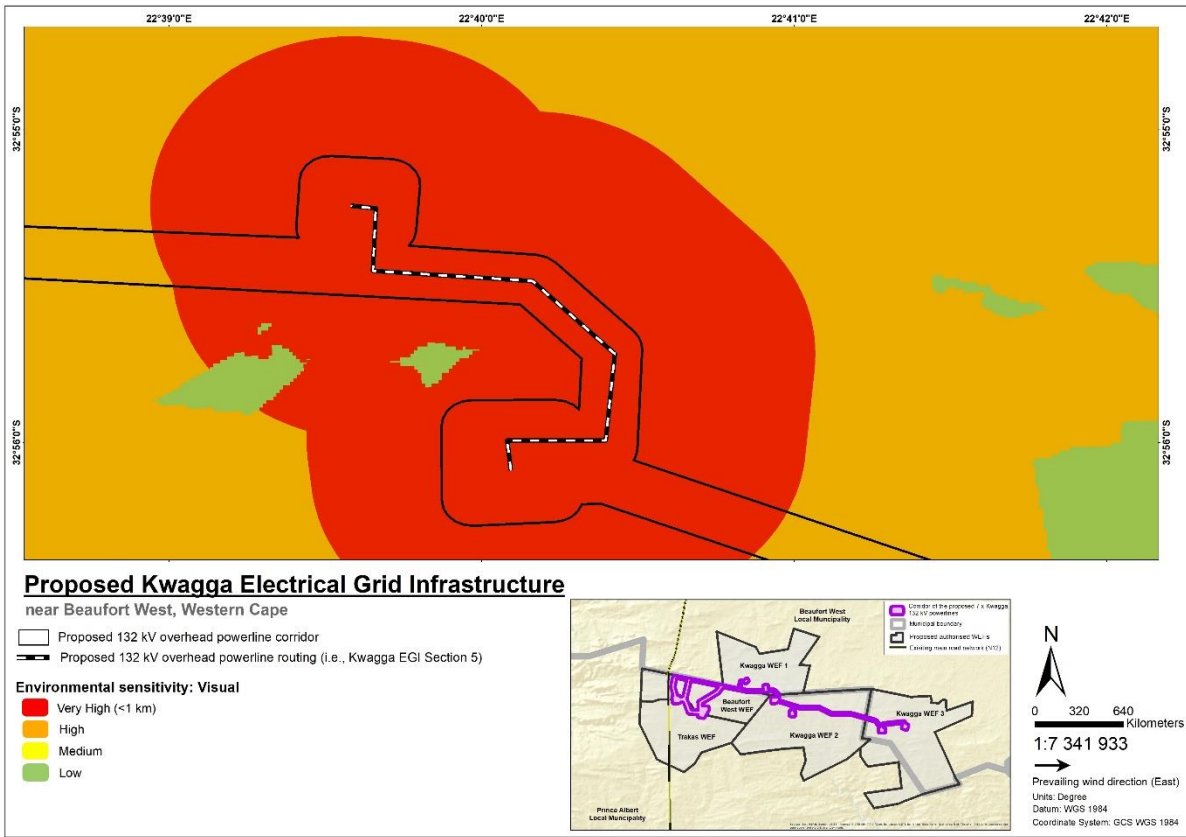 22°39'0"E
22°40'0"E
22°41'0"E
22°42'0"E
32°55'0"S
32°55'0"S
32°56'0"S
32°56'0"S
Proposed Kwagga Electrical Grid Infrastructure
near Beaufort West, Western Cape
Proposed 132 kV overhead powerline corridor
Proposed 132 kV overhead powerline routing (i.e., Kwagga EGI Section 5)
Environmental sensitivity: Visual
Very High (<1 km)
High
Medium
Low
Beaufort West
Local Muncipality
Corridor of the proposed 7 x Kwagga
132 kV powerlines
Municipal boundary
Proposed authorised WEFs
Existing main road network (N12)
Kwagga WEF 1
Beaufort
West WEF
Kwagga WEF 3
Trakas WEF
Kwagga WEF 2
Prince Albert
Local Municipality
N
0 320 640
Kilometers
1:7 341 933
Prevailing wind direction (East)
Units: Degree
Datum: WGS 1984
Coordinate System: GCS WGS 1984